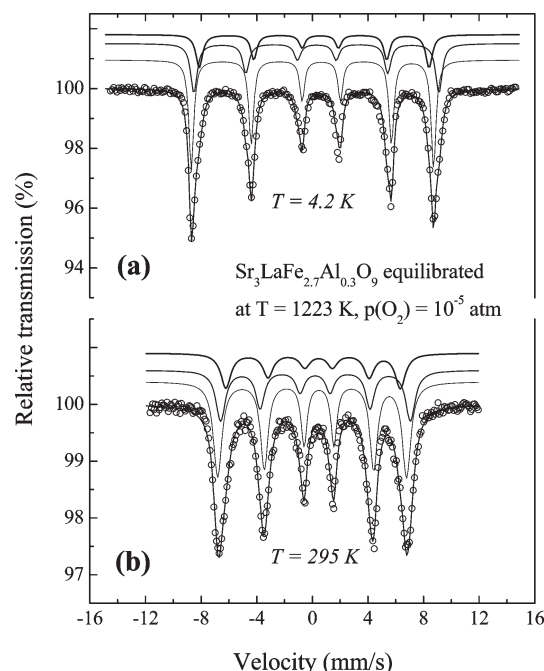 (a)
100
98
T = 4.2 K
96
94
Sr₃LaFe₂.₇Al₀.₃O₉ equilibrated
at T = 1223 K, p(O₂) = 10⁻⁵ atm
Relative transmission (%)
100
99
98
(b)
T = 295 K
97
-16 -12 -8 -4 0 4 8 12 16
Velocity (mm/s)